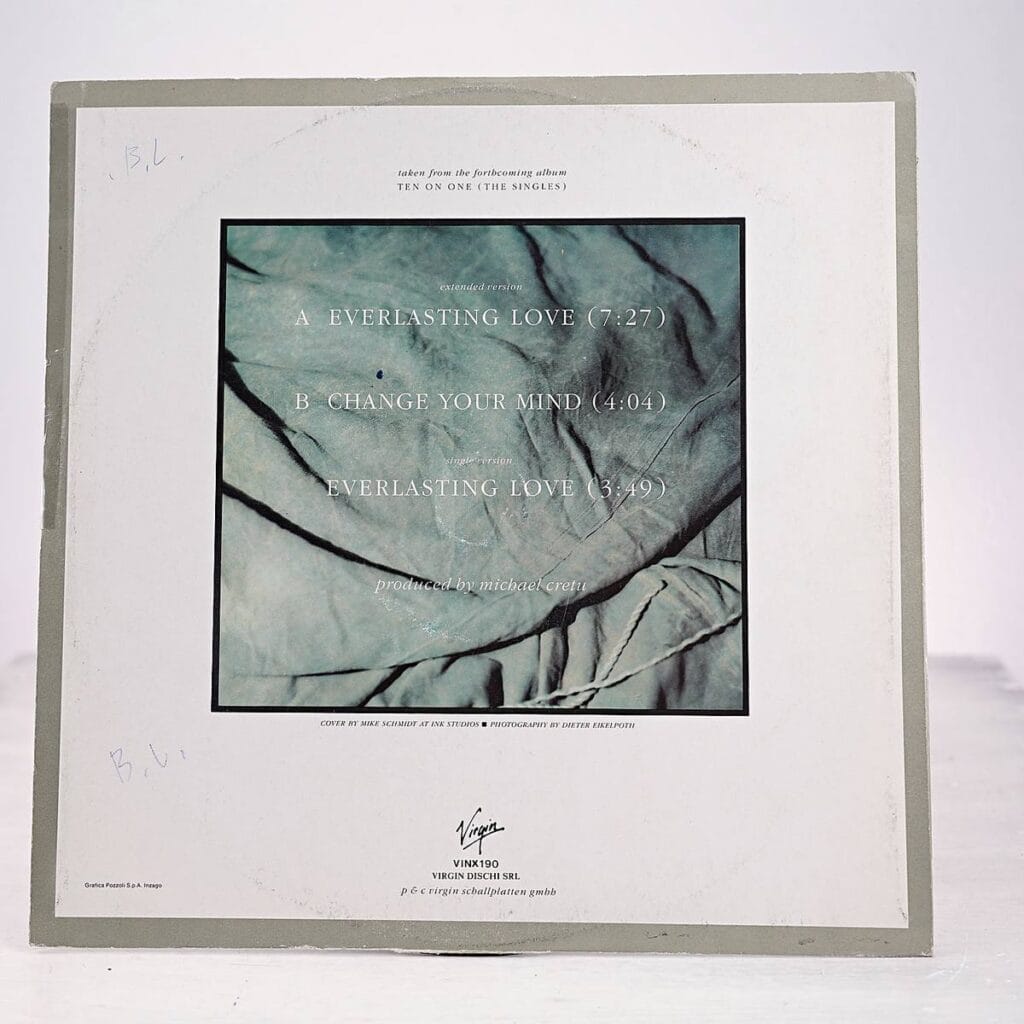 B.L.
taken from the forthcoming album
TEN ON ONE (THE SINGLES)
extended version
A EVERLASTING LOVE (7:27)
B CHANGE YOUR MIND (4:04)
single version
EVERLASTING LOVE (3:49)
produced by michael cretu
COVER BY MIKE SCHMIDT AT INK STUDIOS ■ PHOTOGRAPHY BY DIETER EIKELPOTH
B.L.
Virgin
VINX190
VIRGIN DISCHI SRL
p & c virgin schallplatten gmbh
Grafica Pozzoli S.p.A. Inzago